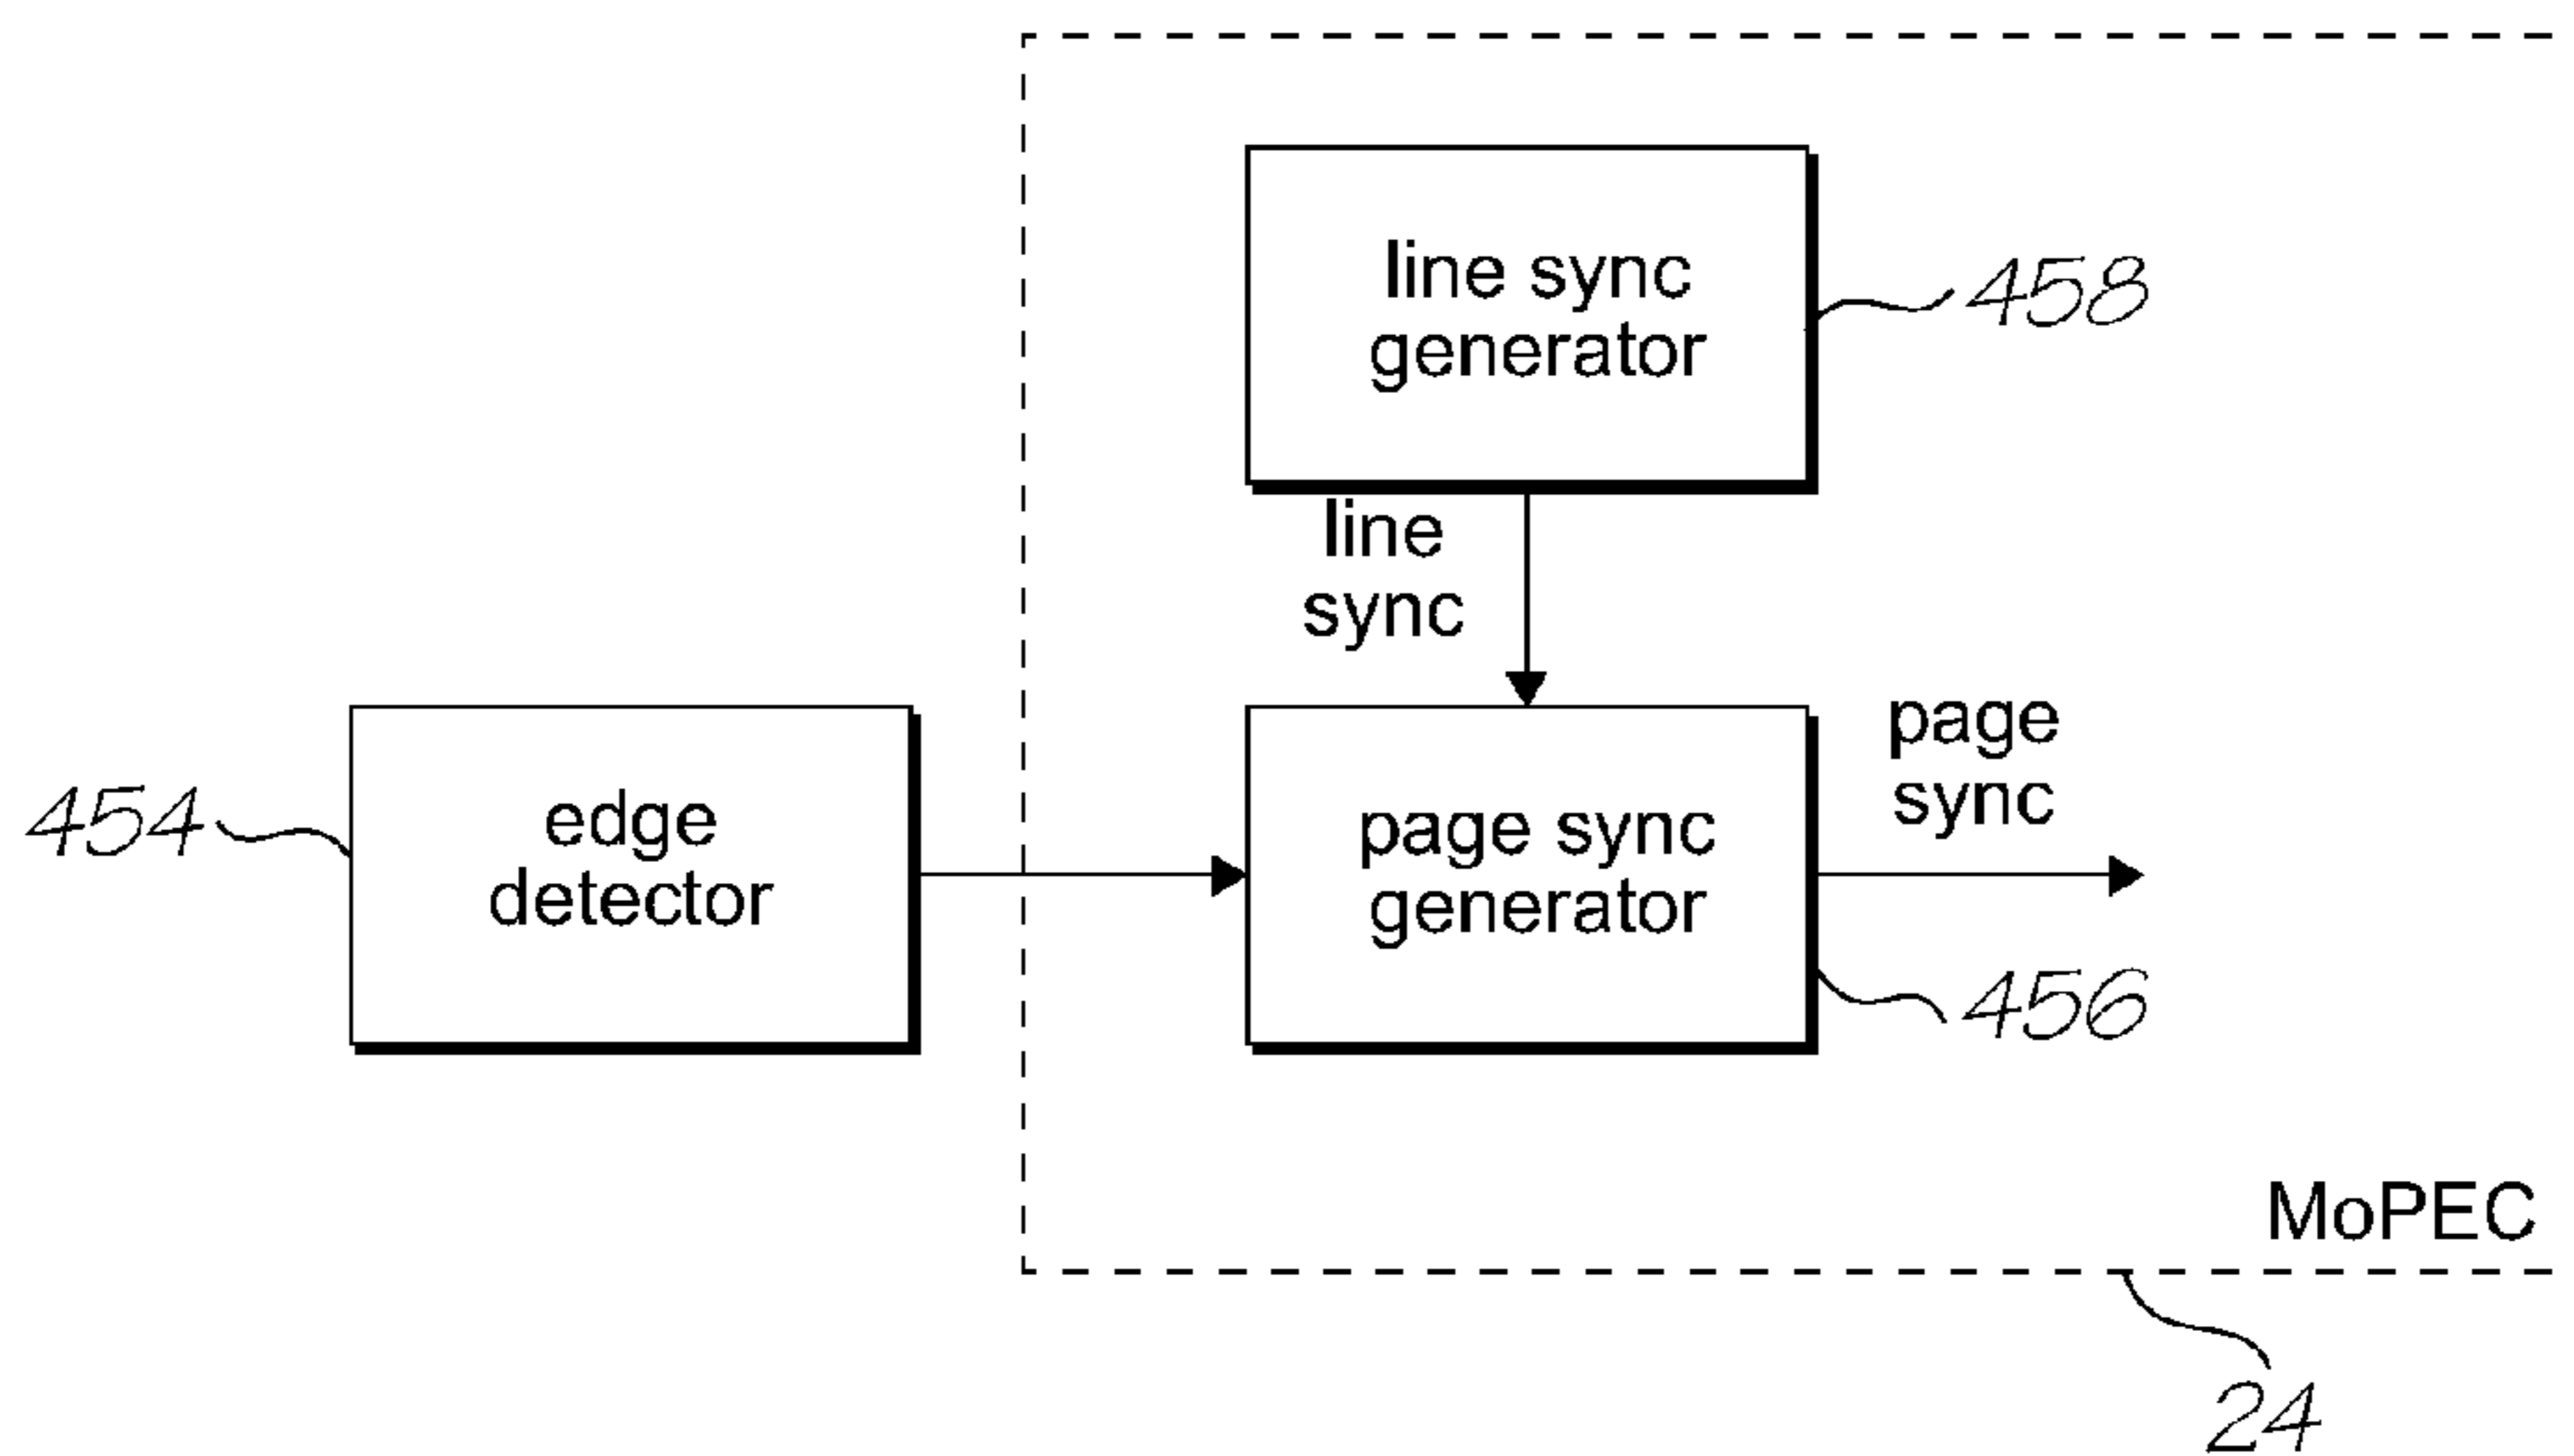 line sync
generator
458
line
sync
page
sync
edge
detector
454
page sync
generator
456
MoPEC
24